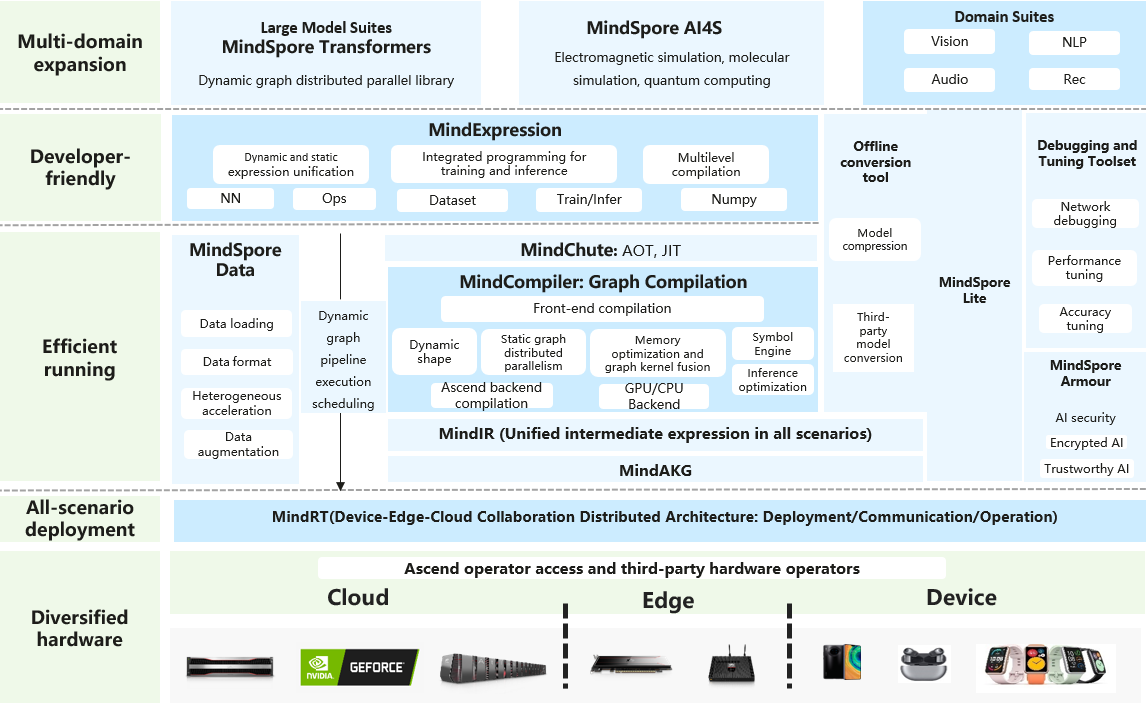 Multi-domain
expansion
Large Model Suites
MindSpore Transformers
Dynamic graph distributed parallel library
MindSpore AI4S
Electromagnetic simulation, molecular
simulation, quantum computing
Domain Suites
Vision
NLP
Audio
Rec
Developer-
friendly
MindExpression
Dynamic and static
expression unification
Integrated programming for
training and inference
Multilevel
compilation
NN
Ops
Dataset
Train/Infer
Numpy
Offline
conversion
tool
Model
compression
Third-
party
model
conversion
MindSpore
Lite
Debugging and
Tuning Toolset
Network
debugging
Performance
tuning
Accuracy
tuning
MindSpore
Armour
AI security
Encrypted AI
Trustworthy AI
Efficient
running
MindSpore
Data
Data loading
Data format
Heterogeneous
acceleration
Data
augmentation
Dynamic
graph
pipeline
execution
scheduling
MindChute: AOT, JIT
MindCompiler: Graph Compilation
Front-end compilation
Dynamic
shape
Static graph
distributed
parallelism
Memory
optimization and
graph kernel fusion
Symbol
Engine
Inference
optimization
Ascend backend
compilation
GPU/CPU
Backend
MindIR (Unified intermediate expression in all scenarios)
MindAKG
All-scenario
deployment
MindRT(Device-Edge-Cloud Collaboration Distributed Architecture: Deployment/Communication/Operation)
Diversified
hardware
Ascend operator access and third-party hardware operators
Cloud
Edge
Device
NVIDIA.
GEFORCE